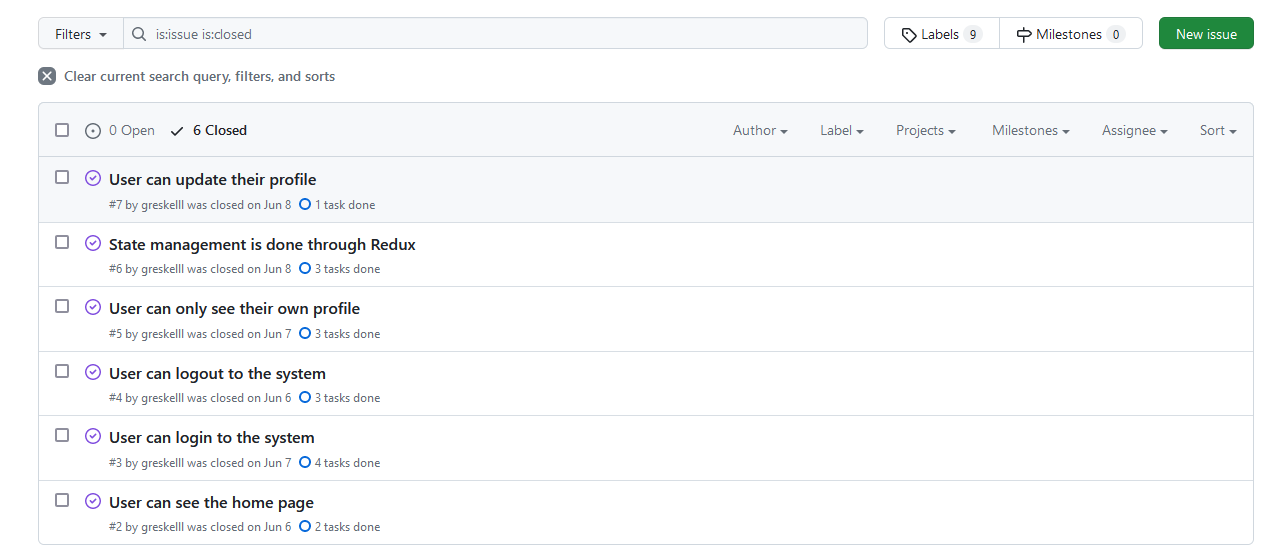 Filters is:issue is:closed Labels 9 Milestones 0 New issue
Clear current search query, filters, and sorts
0 Open 6 Closed Author Label Projects Milestones Assignee Sort
User can update their profile
#7 by greskelll was closed on Jun 8 1 task done
State management is done through Redux
#6 by greskelll was closed on Jun 8 3 tasks done
User can only see their own profile
#5 by greskelll was closed on Jun 7 3 tasks done
User can logout to the system
#4 by greskelll was closed on Jun 6 3 tasks done
User can login to the system
#3 by greskelll was closed on Jun 7 4 tasks done
User can see the home page
#2 by greskelll was closed on Jun 6 2 tasks done